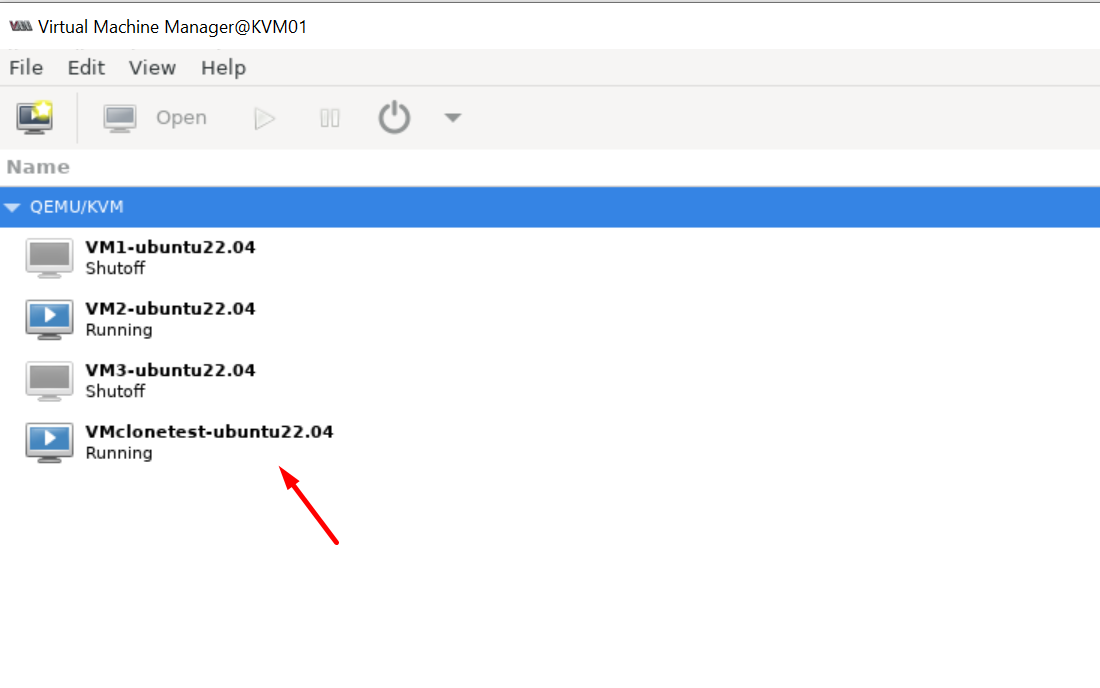 Virtual Machine Manager@KVM01
File Edit View Help
Open
Name
QEMU/KVM
VM1-ubuntu22.04
Shutoff
VM2-ubuntu22.04
Running
VM3-ubuntu22.04
Shutoff
VMclonetest-ubuntu22.04
Running